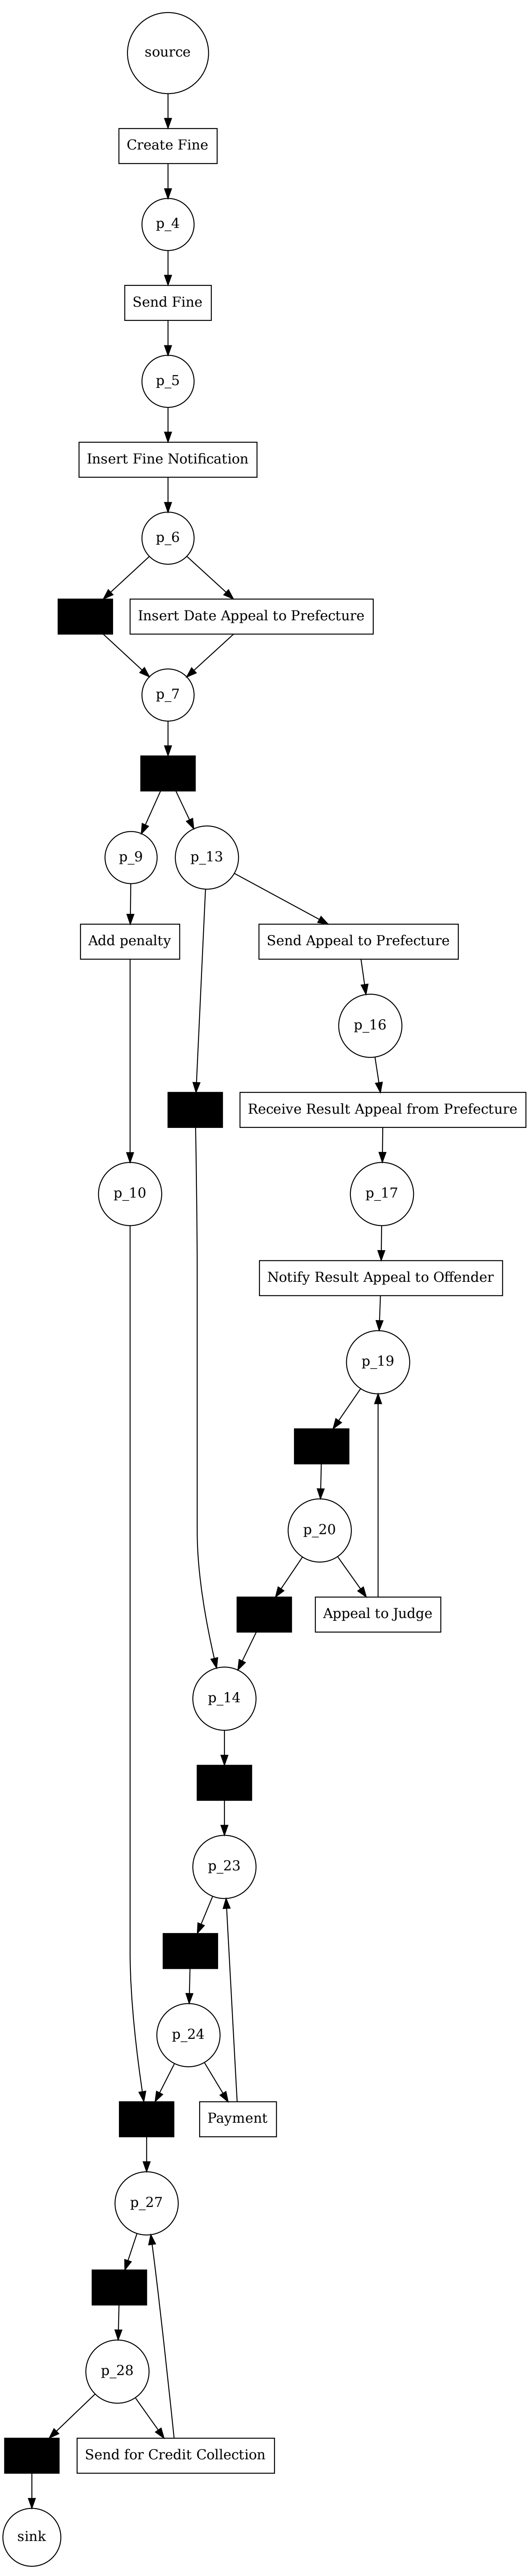 source
Create Fine
p_4
Send Fine
p_5
Insert Fine Notification
p_6
Insert Date Appeal to Prefecture
p_7
p_9
p_13
Add penalty
Send Appeal to Prefecture
p_16
Receive Result Appeal from Prefecture
p_10
p_17
Notify Result Appeal to Offender
p_19
p_20
Appeal to Judge
p_14
p_23
p_24
Payment
p_27
p_28
Send for Credit Collection
sink